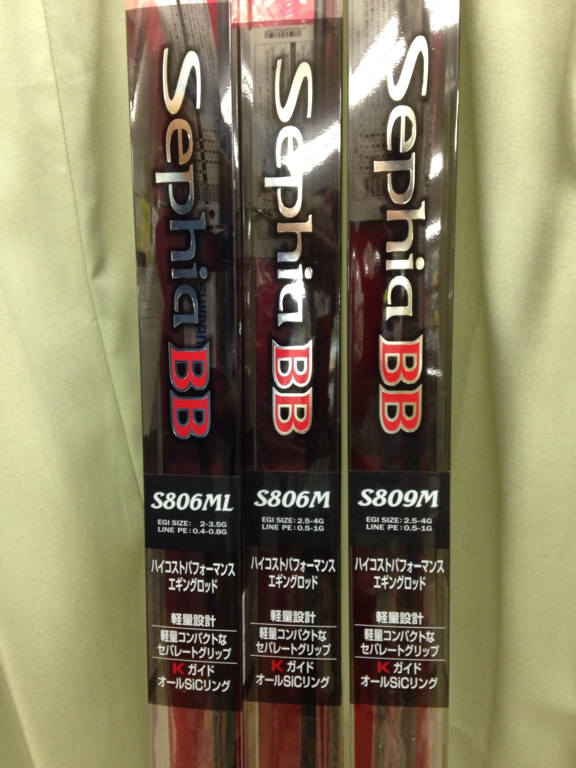 Sephia BB
S806ML
EGI SIZE: 2-3.5G
LINE PE: 0.4-0.8G
ハイコストパフォーマンス
エギングロッド
軽量設計
軽量コンパクトな
セパレートグリップ
Kガイド
オールSiCリング
Sephia BB
S806M
EGI SIZE: 2.5-4G
LINE PE: 0.5-1G
ハイコストパフォーマンス
エギングロッド
軽量設計
軽量コンパクトな
セパレートグリップ
Kガイド
オールSiCリング
Sephia BB
S809M
EGI SIZE: 2.5-4G
LINE PE: 0.5-1G
ハイコストパフォーマンス
エギングロッド
軽量設計
軽量コンパクトな
セパレートグリップ
Kガイド
オールSiCリング